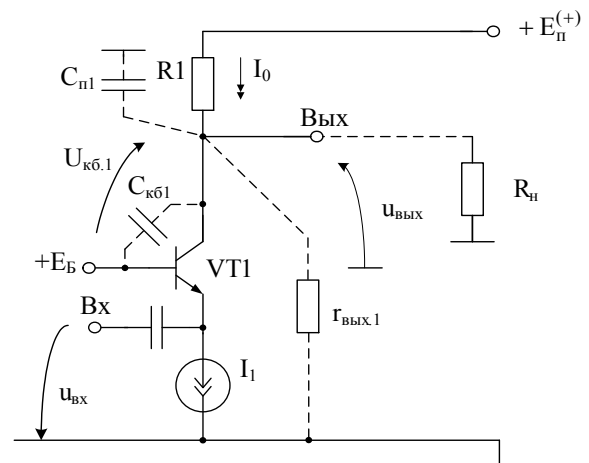 + Eп(+)
Cп1
R1
I0
Вых
Uкб.1
Cкб1
uвых
Rн
+EБ
VT1
rвых.1
Вх
I1
uвх